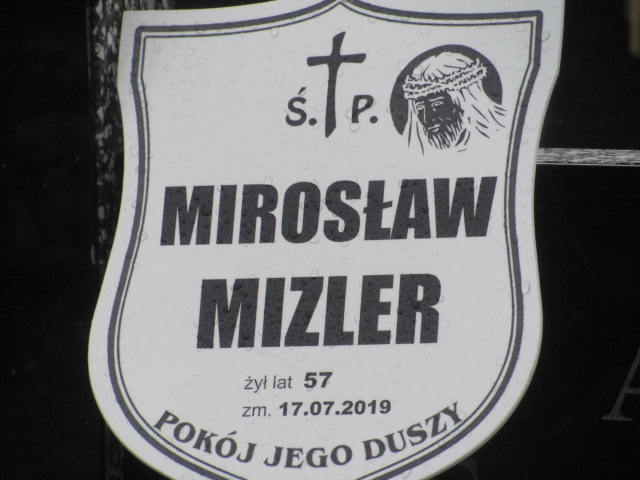 Ś. P.
MIROSŁAW
MIZLER
żył lat 57
zm. 17.07.2019
POKÓJ JEGO DUSZY